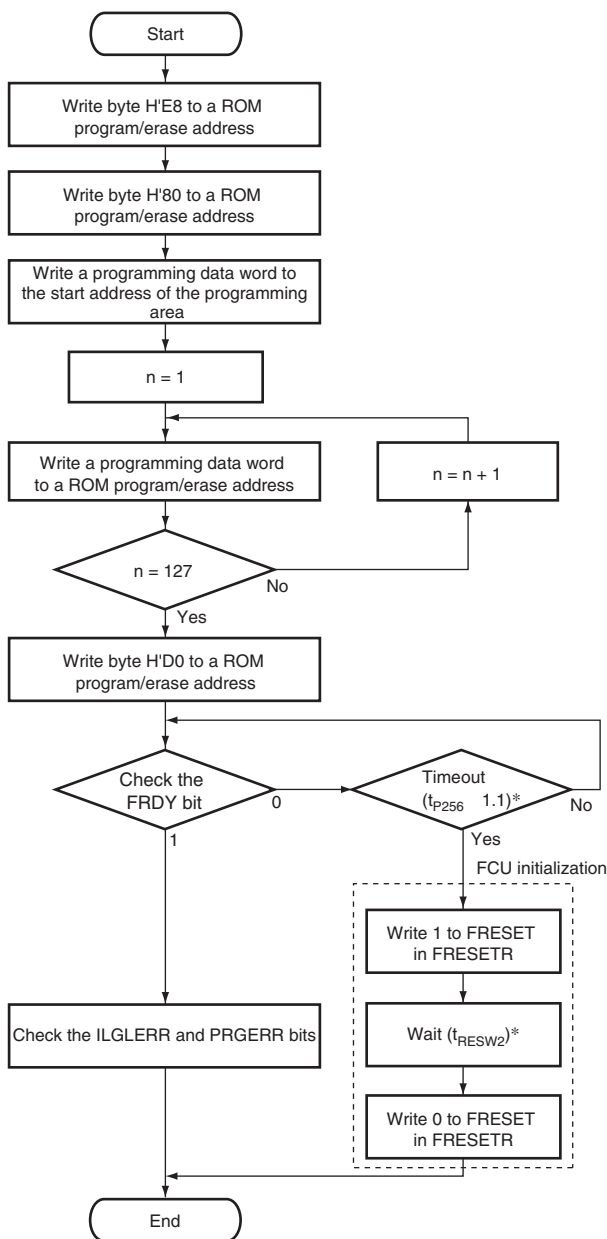 Start
Write byte H'E8 to a ROM
program/erase address
Write byte H'80 to a ROM
program/erase address
Write a programming data word to
the start address of the programming
area
n = 1
Write a programming data word
to a ROM program/erase address
n = n + 1
n = 127
No
Yes
Write byte H'D0 to a ROM
program/erase address
Check the
FRDY bit
0
1
Timeout
(tP256 1.1)*
No
Yes
FCU initialization
Write 1 to FRESET
in FRESETR
Wait (tRESW2)*
Write 0 to FRESET
in FRESETR
Check the ILGLERR and PRGERR bits
End